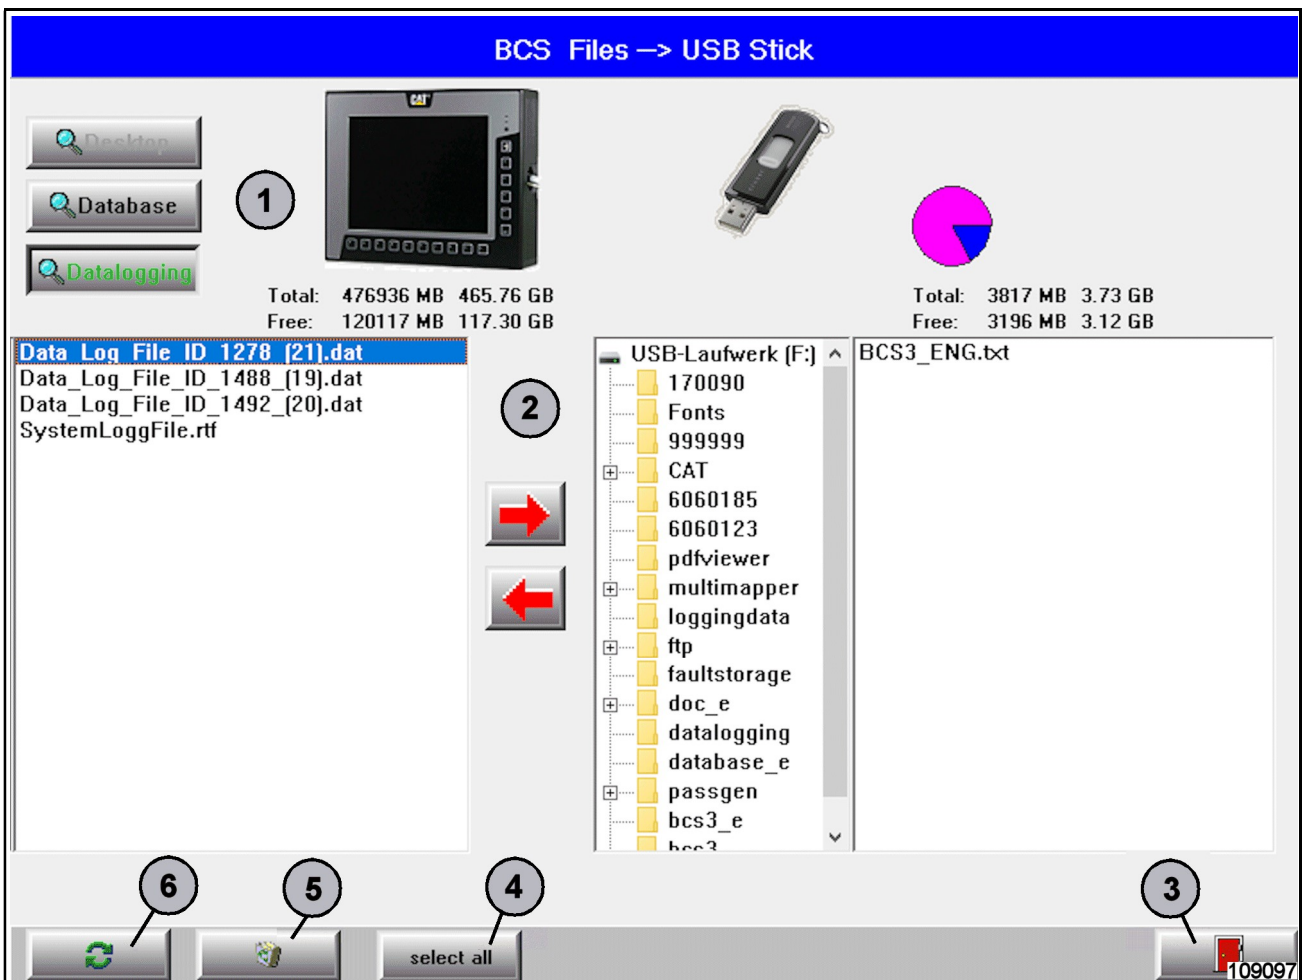 BCS Files —> USB Stick
CAT
Desktop
Database
Datalogging
1
Total: 476936 MB 465.76 GB
Free: 120117 MB 117.30 GB
Total: 3817 MB 3.73 GB
Free: 3196 MB 3.12 GB
Data_Log_File_ID_1278_(21).dat
Data_Log_File_ID_1488_(19).dat
Data_Log_File_ID_1492_(20).dat
SystemLoggFile.rtf
2
USB-Laufwerk (F:)
170090
Fonts
999999
CAT
6060185
6060123
pdfviewer
multimapper
loggingdata
ftp
faultstorage
doc_e
datalogging
database_e
passgen
bcs3_e
bcs3
BCS3_ENG.txt
6
5
4
3
select all
109097